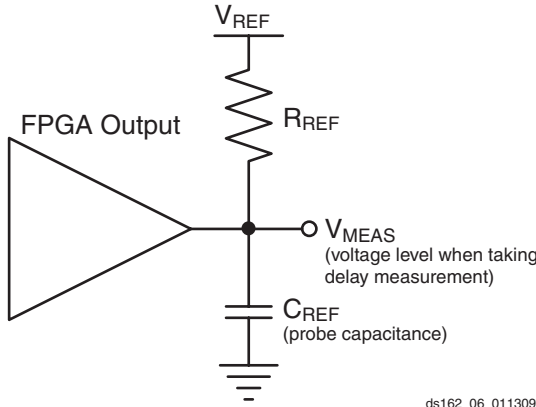 VREF
FPGA Output
RREF
VMEAS
(voltage level when taking
delay measurement)
CREF
(probe capacitance)
ds162_06_011309